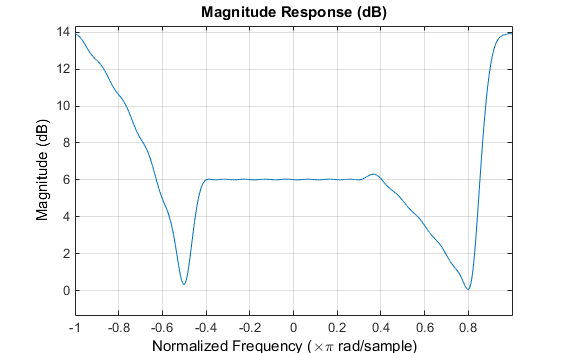 Magnitude Response (dB)
14
12
10
8
6
4
2
0
Magnitude (dB)
-1 -0.8 -0.6 -0.4 -0.2 0 0.2 0.4 0.6 0.8
Normalized Frequency (×π rad/sample)